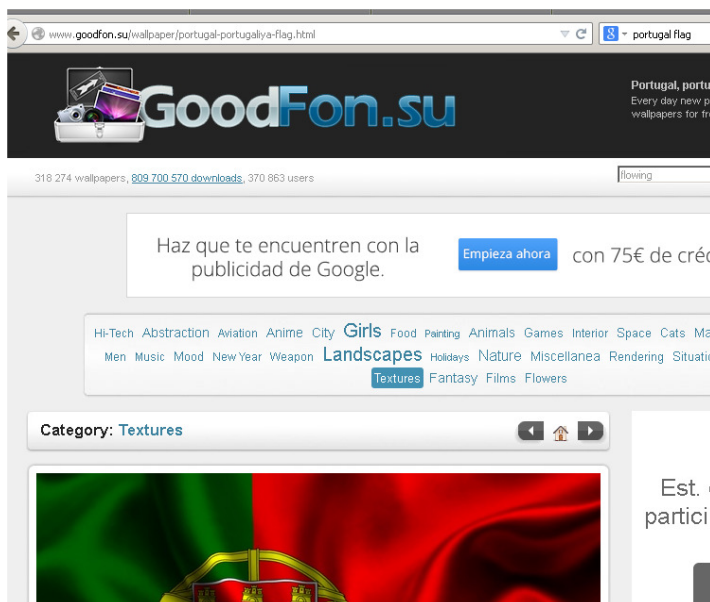 www.goodfon.su/wallpaper/portugal-portugaliya-flag.html
portugal flag
GoodFon.su
Portugal, portu
Every day new p
wallpapers for fr
318 274 wallpapers, 809 700 570 downloads, 370 863 users
flowing
Haz que te encuentren con la
publicidad de Google.
Empieza ahora
con 75€ de créd
Hi-Tech Abstraction Aviation Anime City Girls Food Painting Animals Games Interior Space Cats Ma
Men Music Mood New Year Weapon Landscapes Holidays Nature Miscellanea Rendering Situati
Textures Fantasy Films Flowers
Category: Textures
Est.
partici